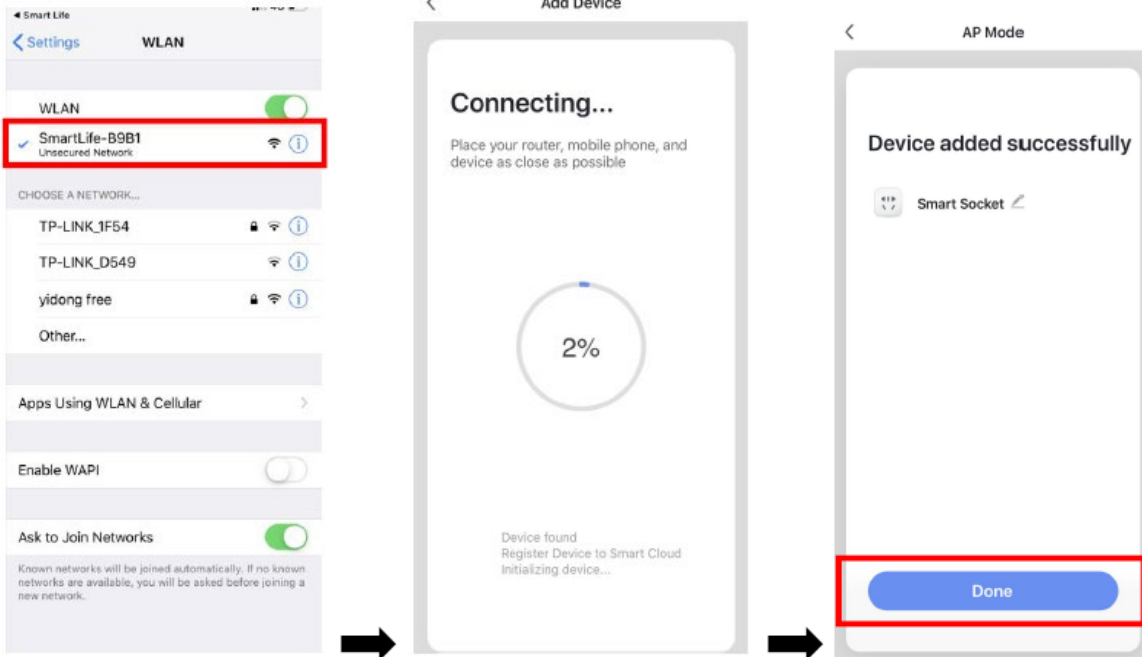 Smart Life
Settings
WLAN
WLAN
SmartLife-B9B1
Unsecured Network
CHOOSE A NETWORK...
TP-LINK_1F54
TP-LINK_D549
yidong free
Other...
Apps Using WLAN & Cellular
Enable WAPI
Ask to Join Networks
Known networks will be joined automatically. If no known
networks are available, you will be asked before joining a
new network.
Add Device
Connecting...
Place your router, mobile phone, and
device as close as possible
2%
Device found
Register Device to Smart Cloud
Initializing device...
AP Mode
Device added successfully
Smart Socket
Done